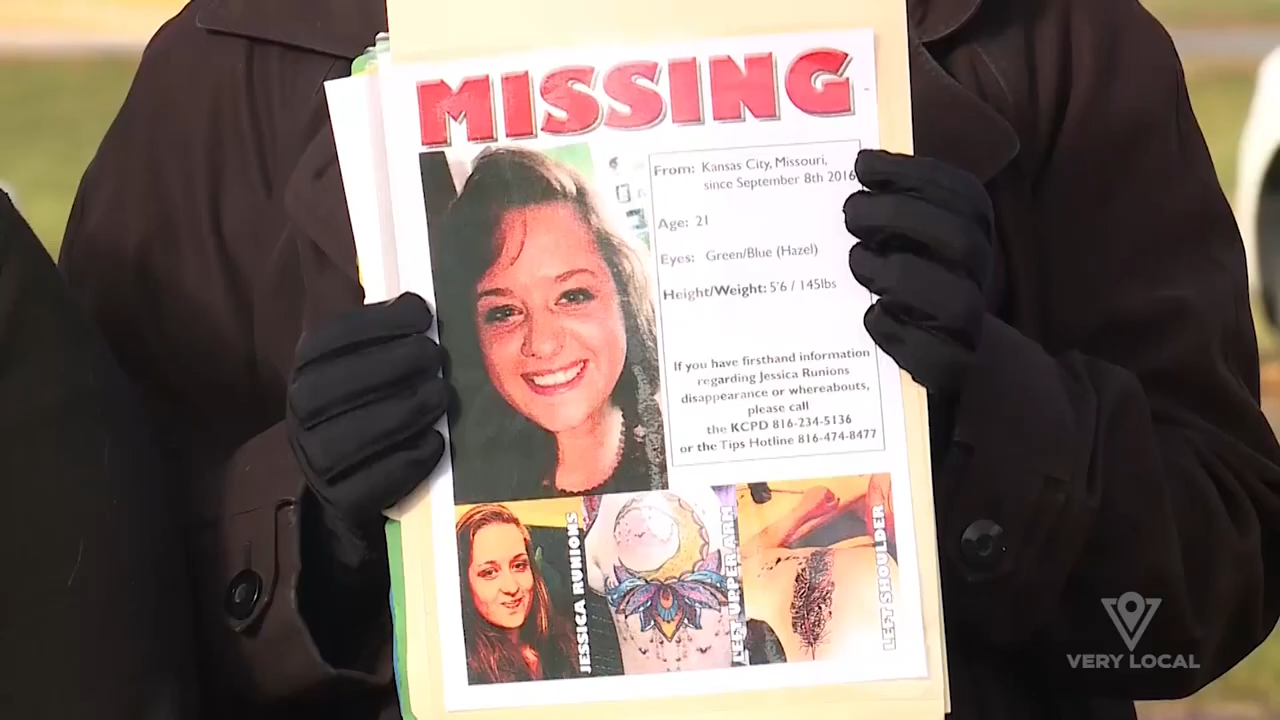 MISSING
From: Kansas City, Missouri,
since September 8th 2016
Age: 21
Eyes: Green/Blue (Hazel)
Height/Weight: 5'6 / 145lbs
If you have firsthand information
regarding Jessica Runions
disappearance or whereabouts,
please call
the KCPD 816-234-5136
or the Tips Hotline 816-474-8477
JESSICA RUNIONS
LEFT UPPER ARM
LEFT SHOULDER
VERY LOCAL